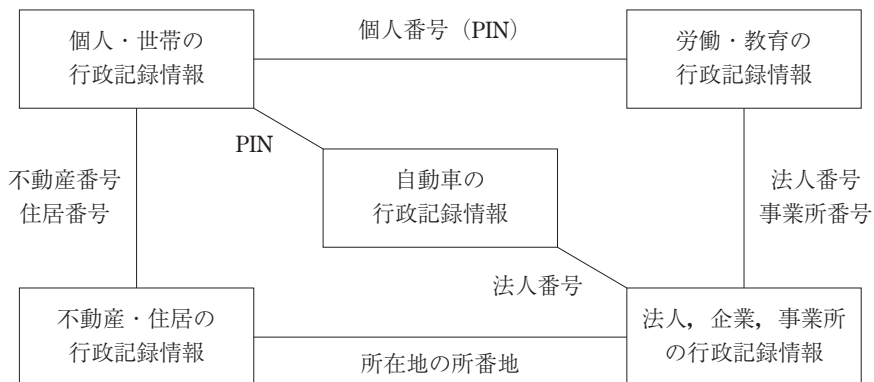 個人・世帯の
行政記録情報
個人番号（PIN）
労働・教育の
行政記録情報
PIN
不動産番号
住居番号
自動車の
行政記録情報
法人番号
事業所番号
法人番号
不動産・住居の
行政記録情報
所在地の所番地
法人，企業，事業所
の行政記録情報